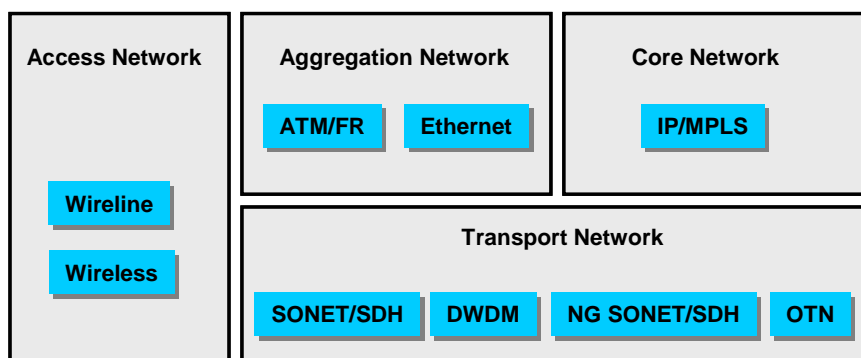 Access Network
Wireline
Wireless
Aggregation Network
ATM/FR
Ethernet
Core Network
IP/MPLS
Transport Network
SONET/SDH
DWDM
NG SONET/SDH
OTN